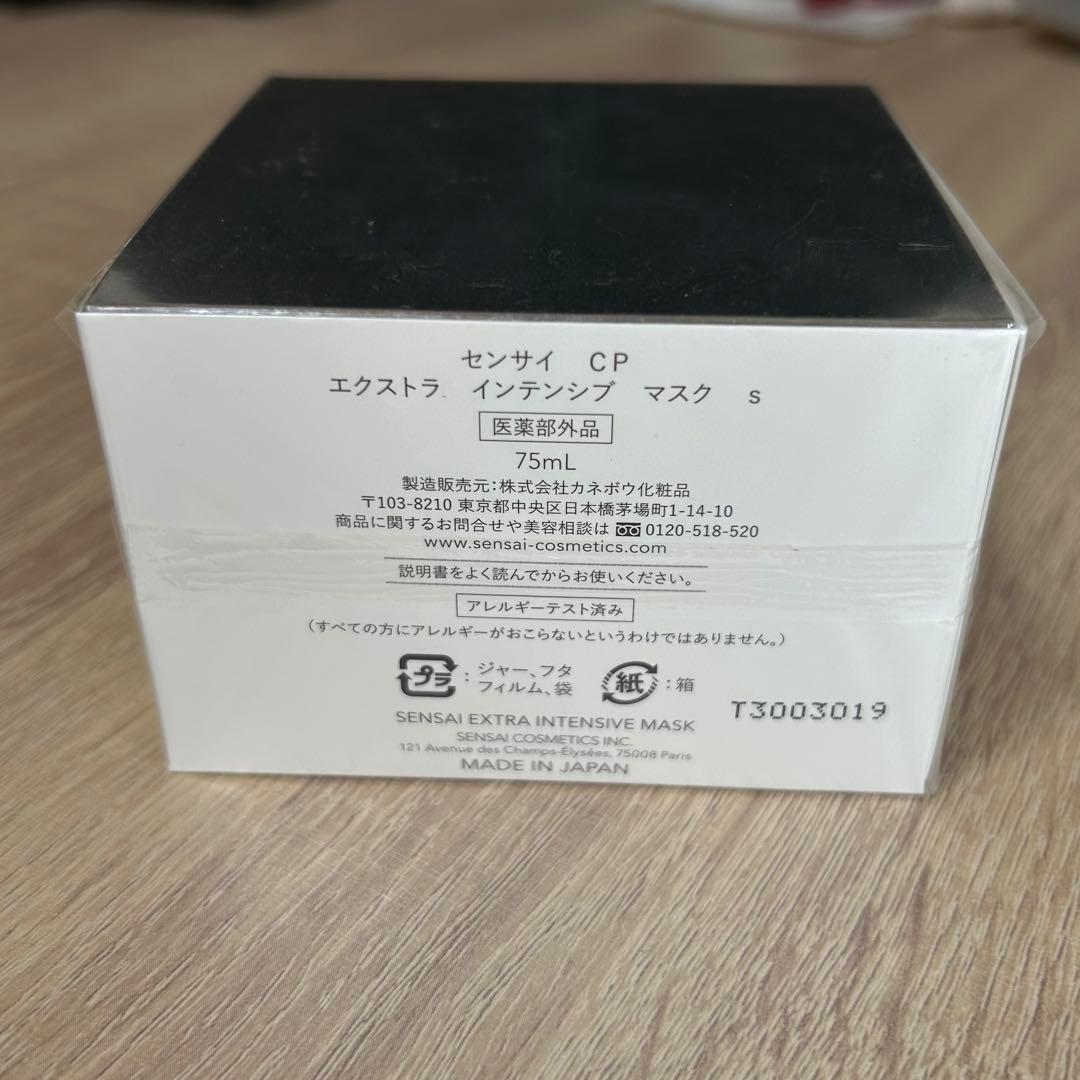 センサイ CP
エクストラ インテンシブ マスク s
医薬部外品
75mL
製造販売元：株式会社カネボウ化粧品
〒103-8210 東京都中央区日本橋茅場町1-14-10
商品に関するお問合せや美容相談は 0120-518-520
www.sensai-cosmetics.com
説明書をよく読んでからお使いください。
アレルギーテスト済み
（すべての方にアレルギーがおこらないというわけではありません。）
プラ：ジャー、フタ
フィルム、袋
紙：箱
T3003019
SENSAI EXTRA INTENSIVE MASK
SENSAI COSMETICS INC.
121 Avenue des Champs-Élysées, 75008 Paris
MADE IN JAPAN